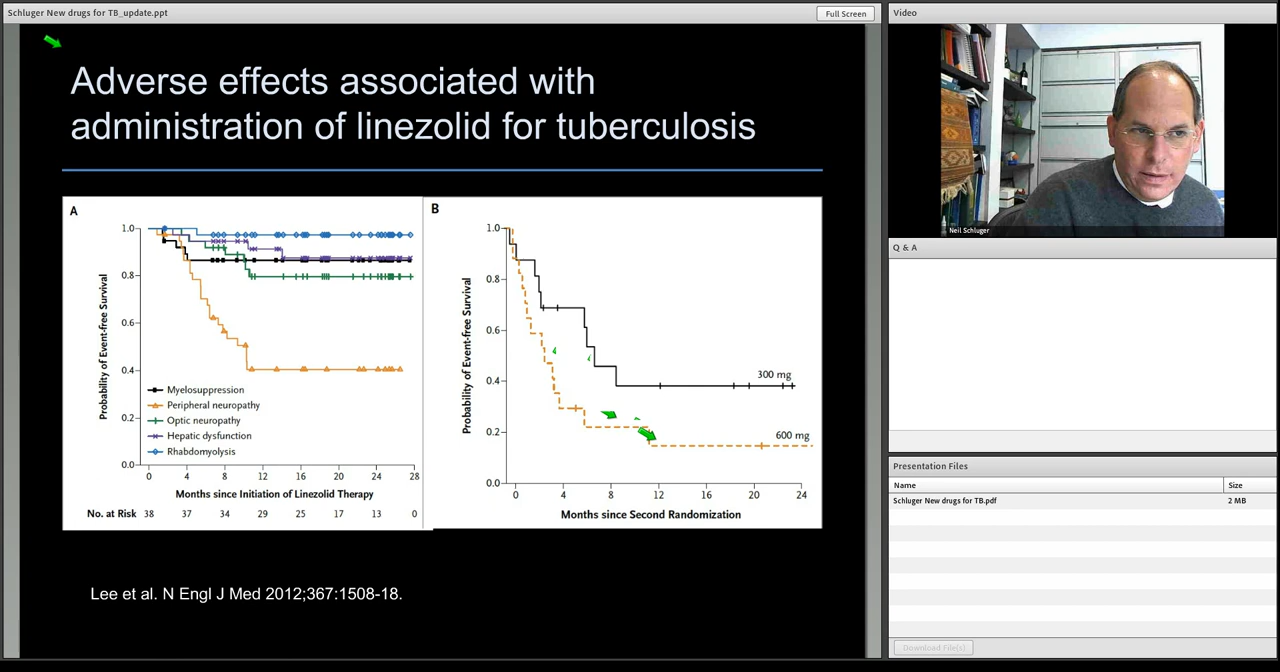 Schluger New drugs for TB_update.ppt
Full Screen
Adverse effects associated with
administration of linezolid for tuberculosis
A
Probability of Event-free Survival
1.0
0.8
0.6
0.4
0.2
0.0
Myelosuppression
Peripheral neuropathy
Optic neuropathy
Hepatic dysfunction
Rhabdomyolysis
0 4 8 12 16 20 24 28
Months since Initiation of Linezolid Therapy
No. at Risk 38 37 34 29 25 17 13 0
B
Probability of Event-free Survival
1.0
0.8
0.6
0.4
0.2
0.0
300 mg
600 mg
0 4 8 12 16 20 24
Months since Second Randomization
Lee et al. N Engl J Med 2012;367:1508-18.
Video
Neil Schluger
Q & A
Presentation Files
Name Size
Schluger New drugs for TB.pdf 2 MB
Download File(s)